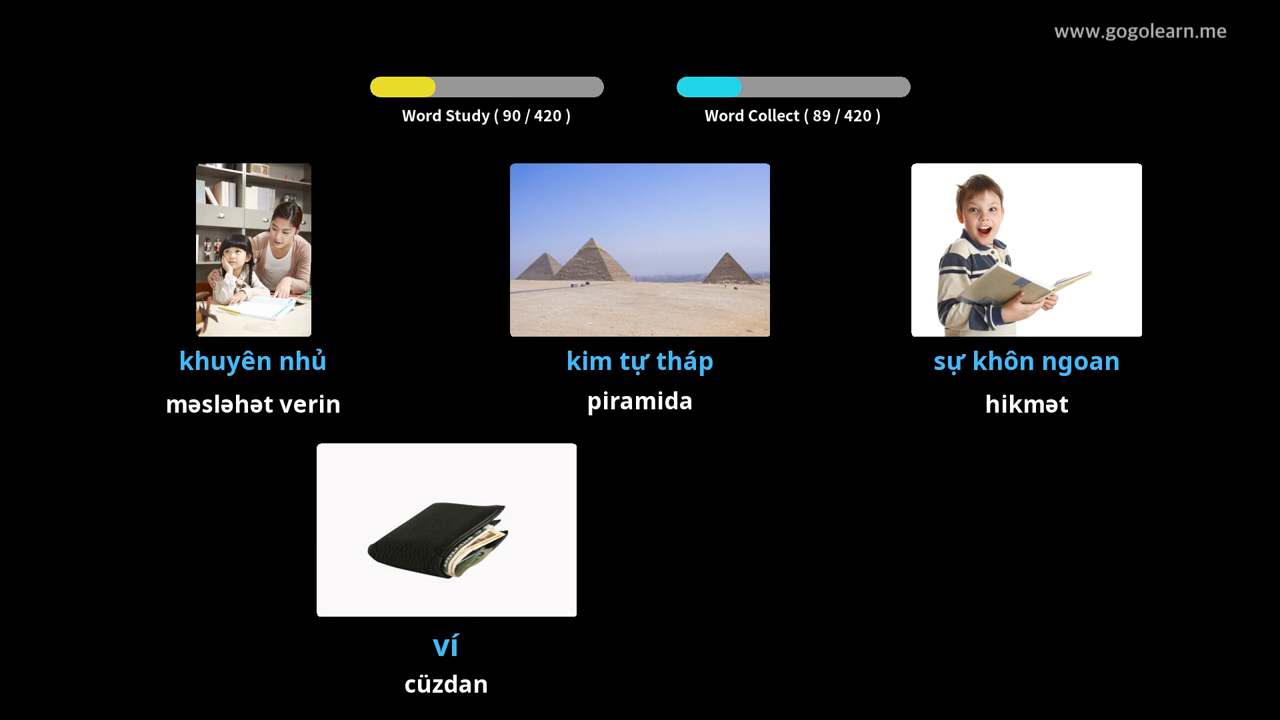 www.gogolearn.me
Word Study ( 90 / 420 )
Word Collect ( 89 / 420 )
khuyên nhủ
məsləhət verin
kim tự tháp
piramida
sự khôn ngoan
hikmət
ví
cüzdan